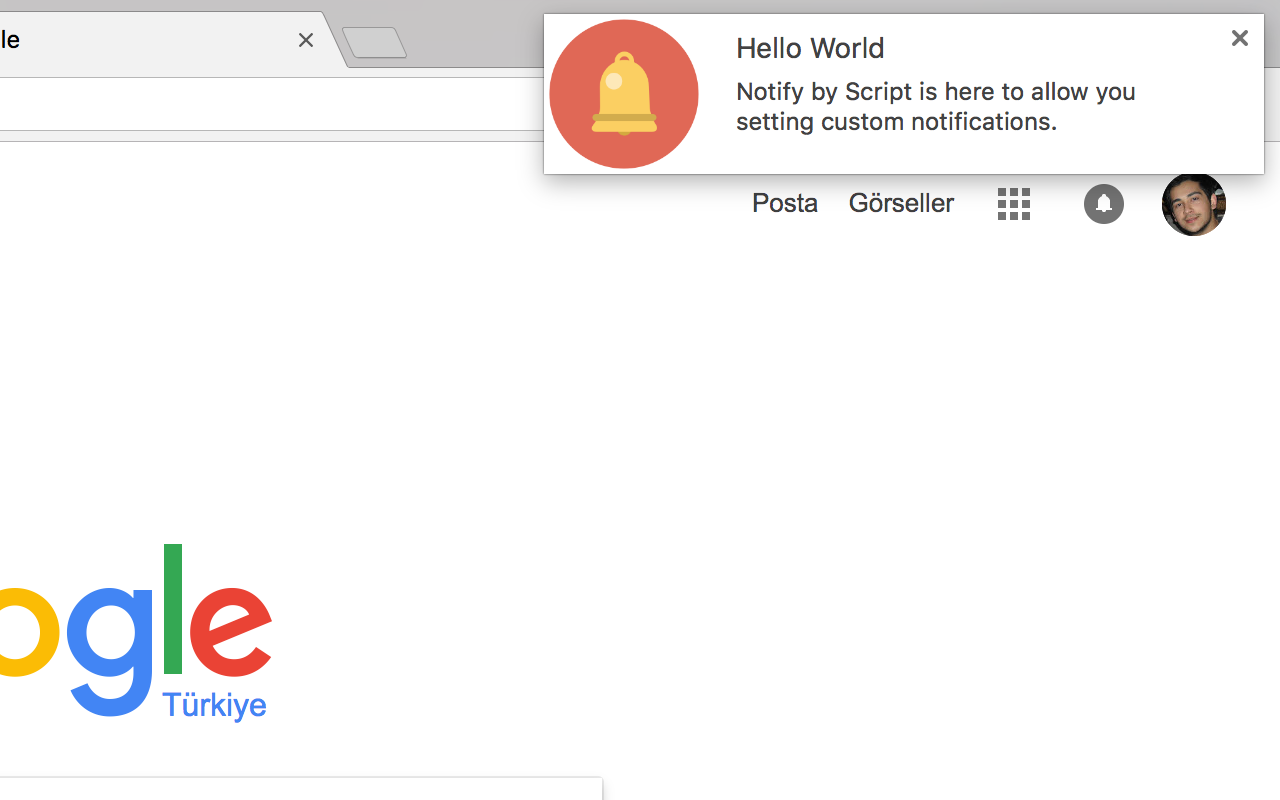 le
Hello World
Notify by Script is here to allow you
setting custom notifications.
Posta Görseller
ogle
Türkiye